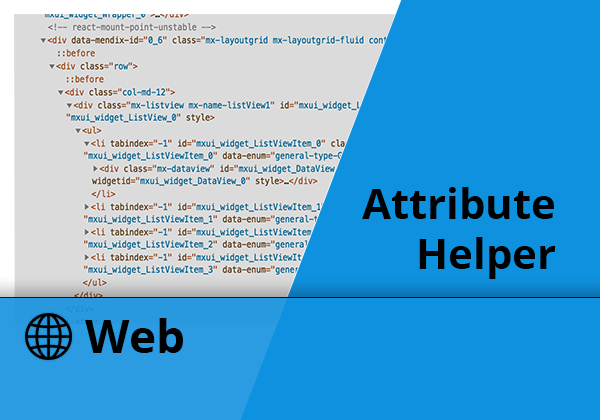 mxui_widget_Wrapper_6" >…</div>
<!-- react-mount-point-unstable -->
▼<div data-mendix-id="0_6" class="mx-layoutgrid mx-layoutgrid-fluid cont
::before
▼<div class="row">
::before
▼<div class="col-md-12">
▼<div class="mx-listview mx-name-listView1" id="mxui_widget_L
"mxui_widget_ListView_0" style>
▼<ul>
▼<li tabindex="-1" id="mxui_widget_ListViewItem_0" cla
"mxui_widget_ListViewItem_0" data-enum="general-type-G
▶<div class="mx-dataview" id="mxui_widget_DataView
widgetid="mxui_widget_DataView_0" style>…</div>
</li>
▶<li tabindex="-1" id="mxui_widget_ListViewItem_1
"mxui_widget_ListViewItem_1" data-enum="general-t
▶<li tabindex="-1" id="mxui_widget_ListViewItem_
"mxui_widget_ListViewItem_2" data-enum="general
▶<li tabindex="-1" id="mxui_widget_ListViewItem
"mxui_widget_ListViewItem_3" data-enum="gene
</ul>
</div>
Attribute
Helper
Web